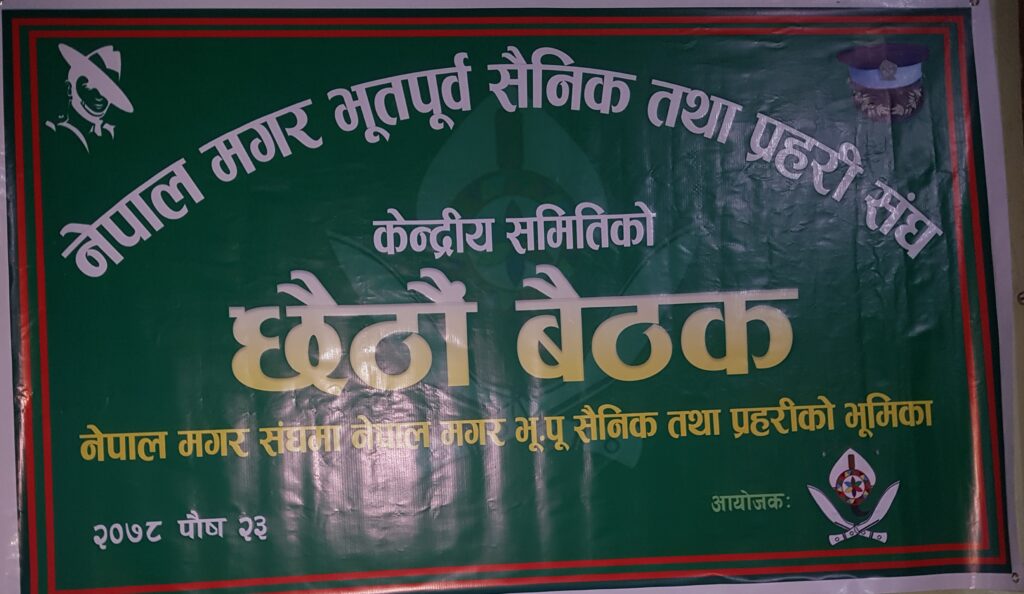 नेपाल मगर भूतपूर्व सैनिक तथा प्रहरी संघ
केन्द्रीय समितिको
छैठौं बैठक
नेपाल मगर संघमा नेपाल मगर भू.पू सैनिक तथा प्रहरीको भूमिका
२०७८ पौष २३
आयोजकः